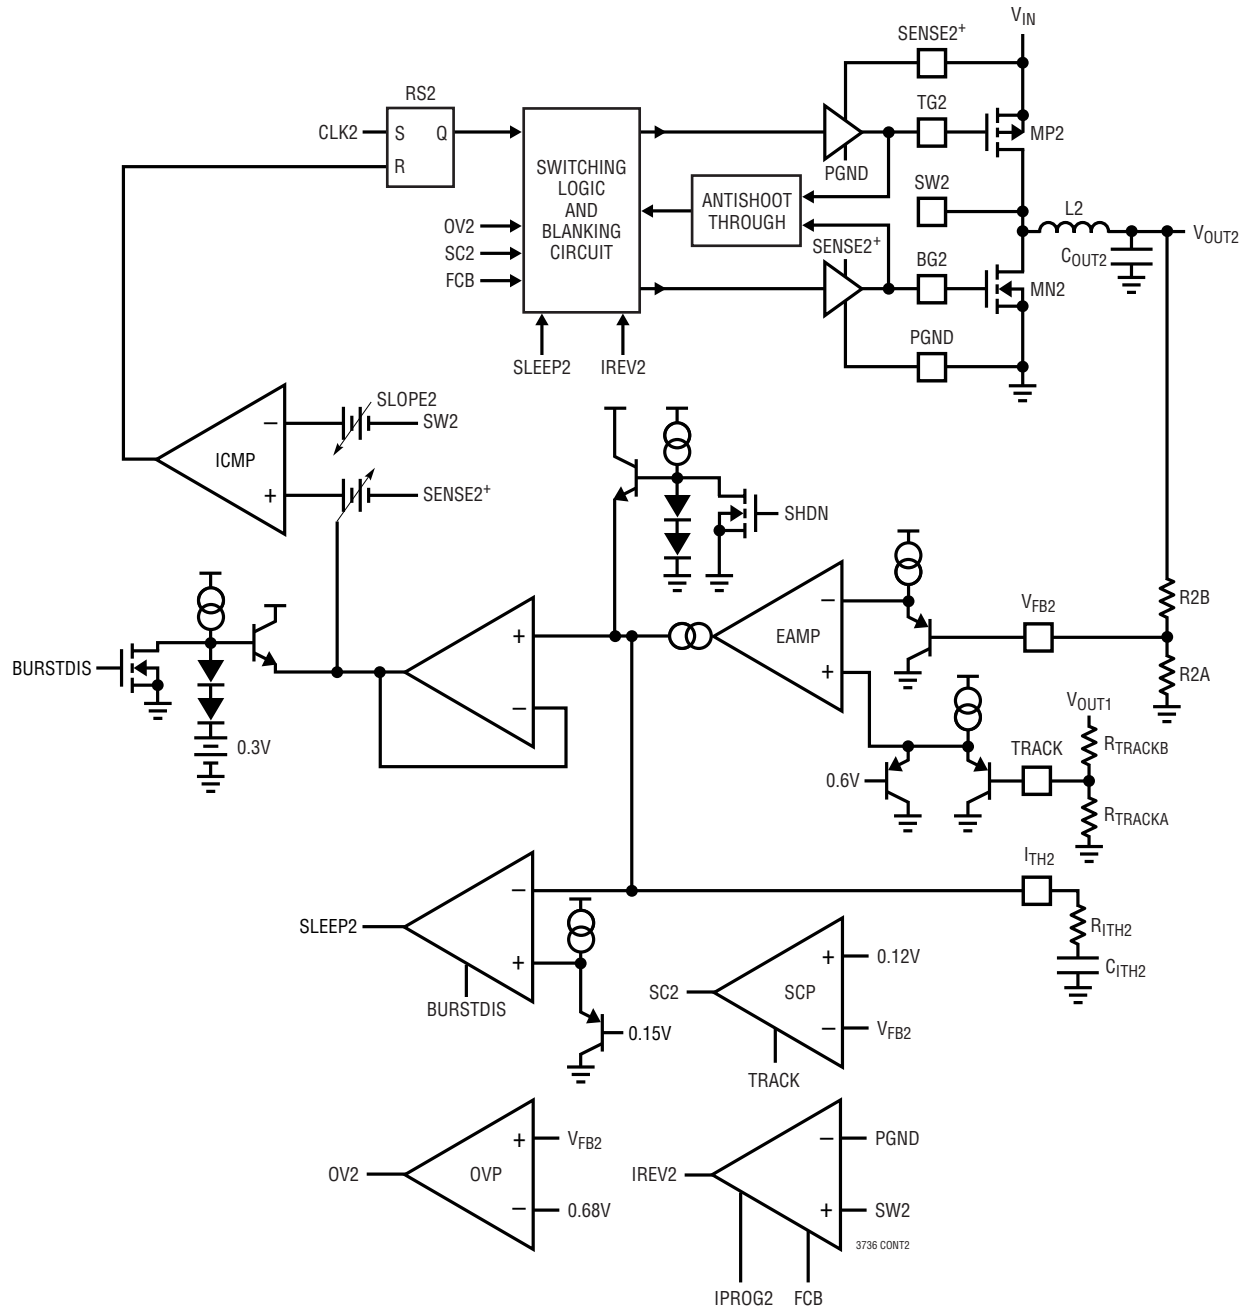 VIN
SENSE2+
RS2
TG2
CLK2
S
Q
R
MP2
PGND
SWITCHING
LOGIC
AND
BLANKING
CIRCUIT
ANTISHOOT
THROUGH
SW2
L2
OV2
SC2
FCB
SENSE2+
BG2
VOUT2
COUT2
MN2
PGND
SLEEP2
IREV2
SLOPE2
−
SW2
ICMP
+
SENSE2+
SHDN
−
EAMP
+
VFB2
R2B
R2A
BURSTDIS
+
−
0.3V
VOUT1
TRACK
RTRACKB
0.6V
RTRACKA
ITH2
−
SLEEP2
+
RITH2
CITH2
BURSTDIS
0.15V
+
0.12V
SC2
SCP
−
VFB2
TRACK
+
VFB2
OV2
OVP
−
0.68V
−
PGND
IREV2
+
SW2
3736 CONT2
IPROG2
FCB